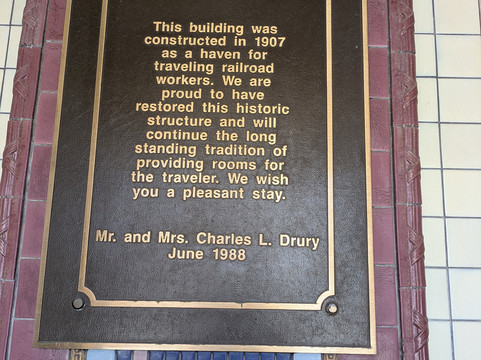 This building was
constructed in 1907
as a haven for
traveling railroad
workers. We are
proud to have
restored this historic
structure and will
continue the long
standing tradition of
providing rooms for
the traveler. We wish
you a pleasant stay.
Mr. and Mrs. Charles L. Drury
June 1988